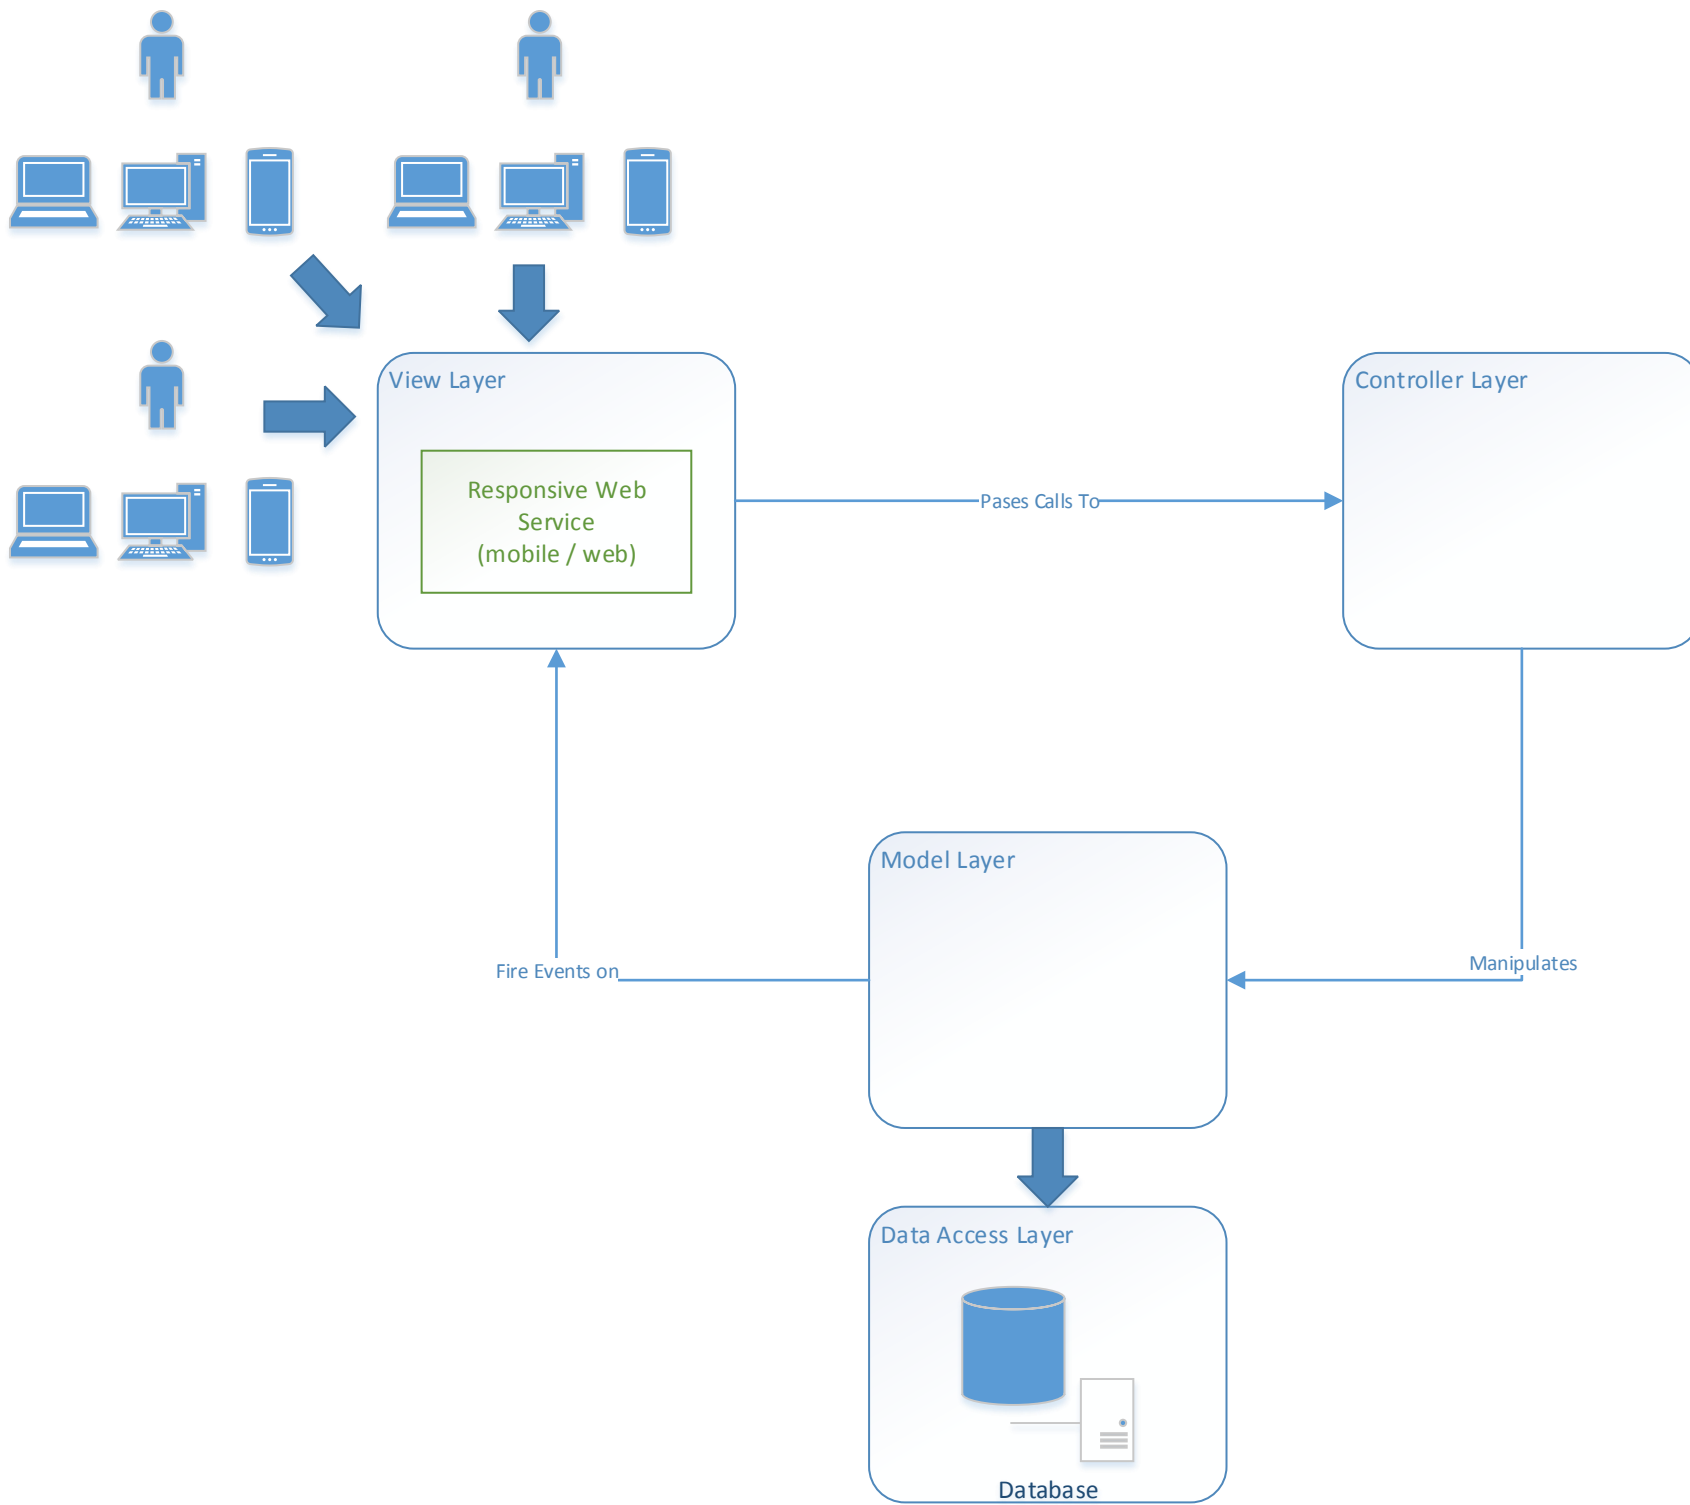 View Layer
Controller Layer
Responsive Web
Service
(mobile / web)
Pases Calls To
Model Layer
Fire Events on
Manipulates
Data Access Layer
Database